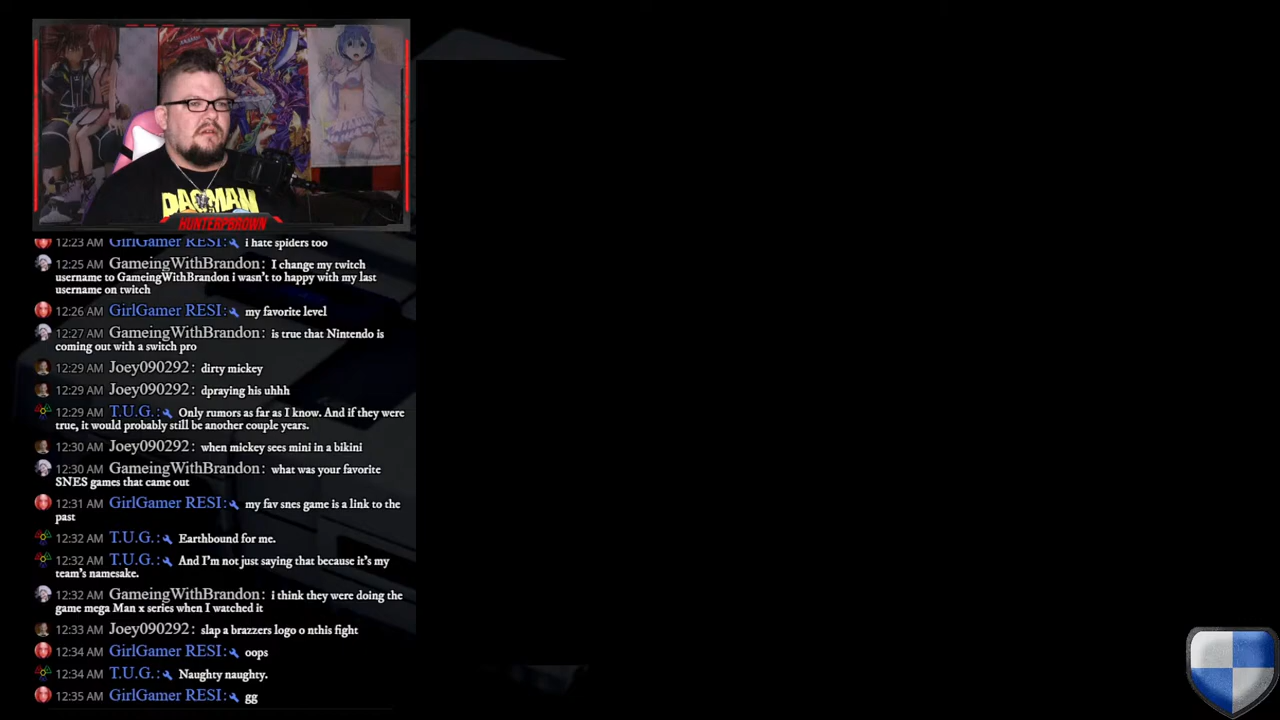 PACMAN
HUNTERPBROWN
12:23 AM GirlGamer RESI: i hate spiders too
12:25 AM GameingWithBrandon: I change my twitch
username to GameingWithBrandon i wasn't to happy with my last
username on twitch
12:26 AM GirlGamer RESI: my favorite level
12:27 AM GameingWithBrandon: is true that Nintendo is
coming out with a switch pro
12:29 AM Joey090292: dirty mickey
12:29 AM Joey090292: dpraying his uhhh
12:29 AM T.U.G.: Only rumors as far as I know. And if they were
true, it would probably still be another couple years.
12:30 AM Joey090292: when mickey sees mini in a bikini
12:30 AM GameingWithBrandon: what was your favorite
SNES games that came out
12:31 AM GirlGamer RESI: my fav snes game is a link to the
past
12:32 AM T.U.G.: Earthbound for me.
12:32 AM T.U.G.: And I'm not just saying that because it's my
team's namesake.
12:32 AM GameingWithBrandon: i think they were doing the
game mega Man x series when I watched it
12:33 AM Joey090292: slap a brazzers logo o nthis fight
12:34 AM GirlGamer RESI: oops
12:34 AM T.U.G.: Naughty naughty.
12:35 AM GirlGamer RESI: gg